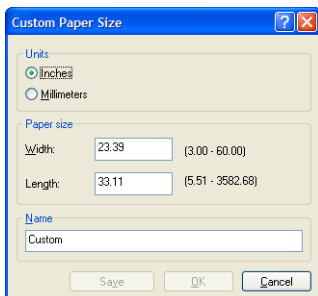 Custom Paper Size
Units
Inches
Millimeters
Paper size
Width: 23.39 (3.00 - 60.00)
Length: 33.11 (5.51 - 3582.68)
Name
Custom
Save OK Cancel